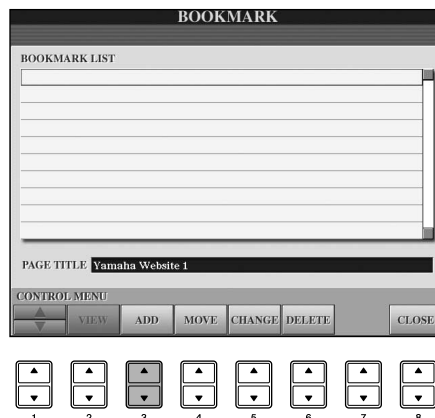 BOOKMARK
BOOKMARK LIST
PAGE TITLE Yamaha Website 1
CONTROL MENU
VIEW ADD MOVE CHANGE DELETE CLOSE
1 2 3 4 5 6 7 8